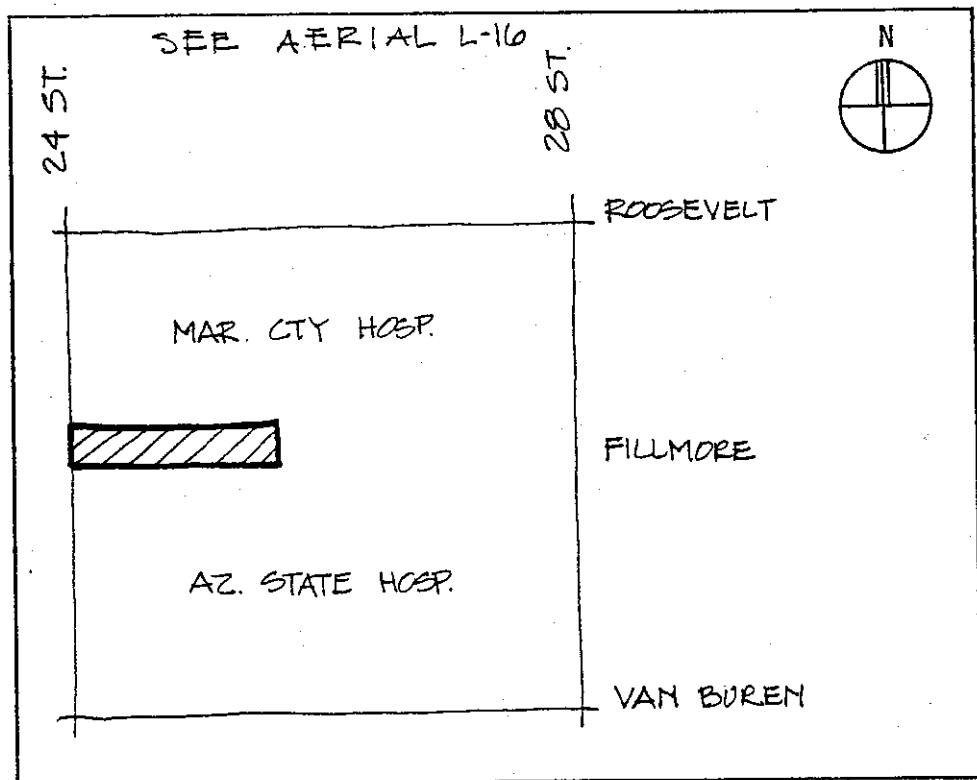 SEE AERIAL L-16
N
24 ST.
28 ST.
ROOSEVELT
MAR. CTY HOSP.
FILLMORE
AZ. STATE HOSP.
VAN BUREN